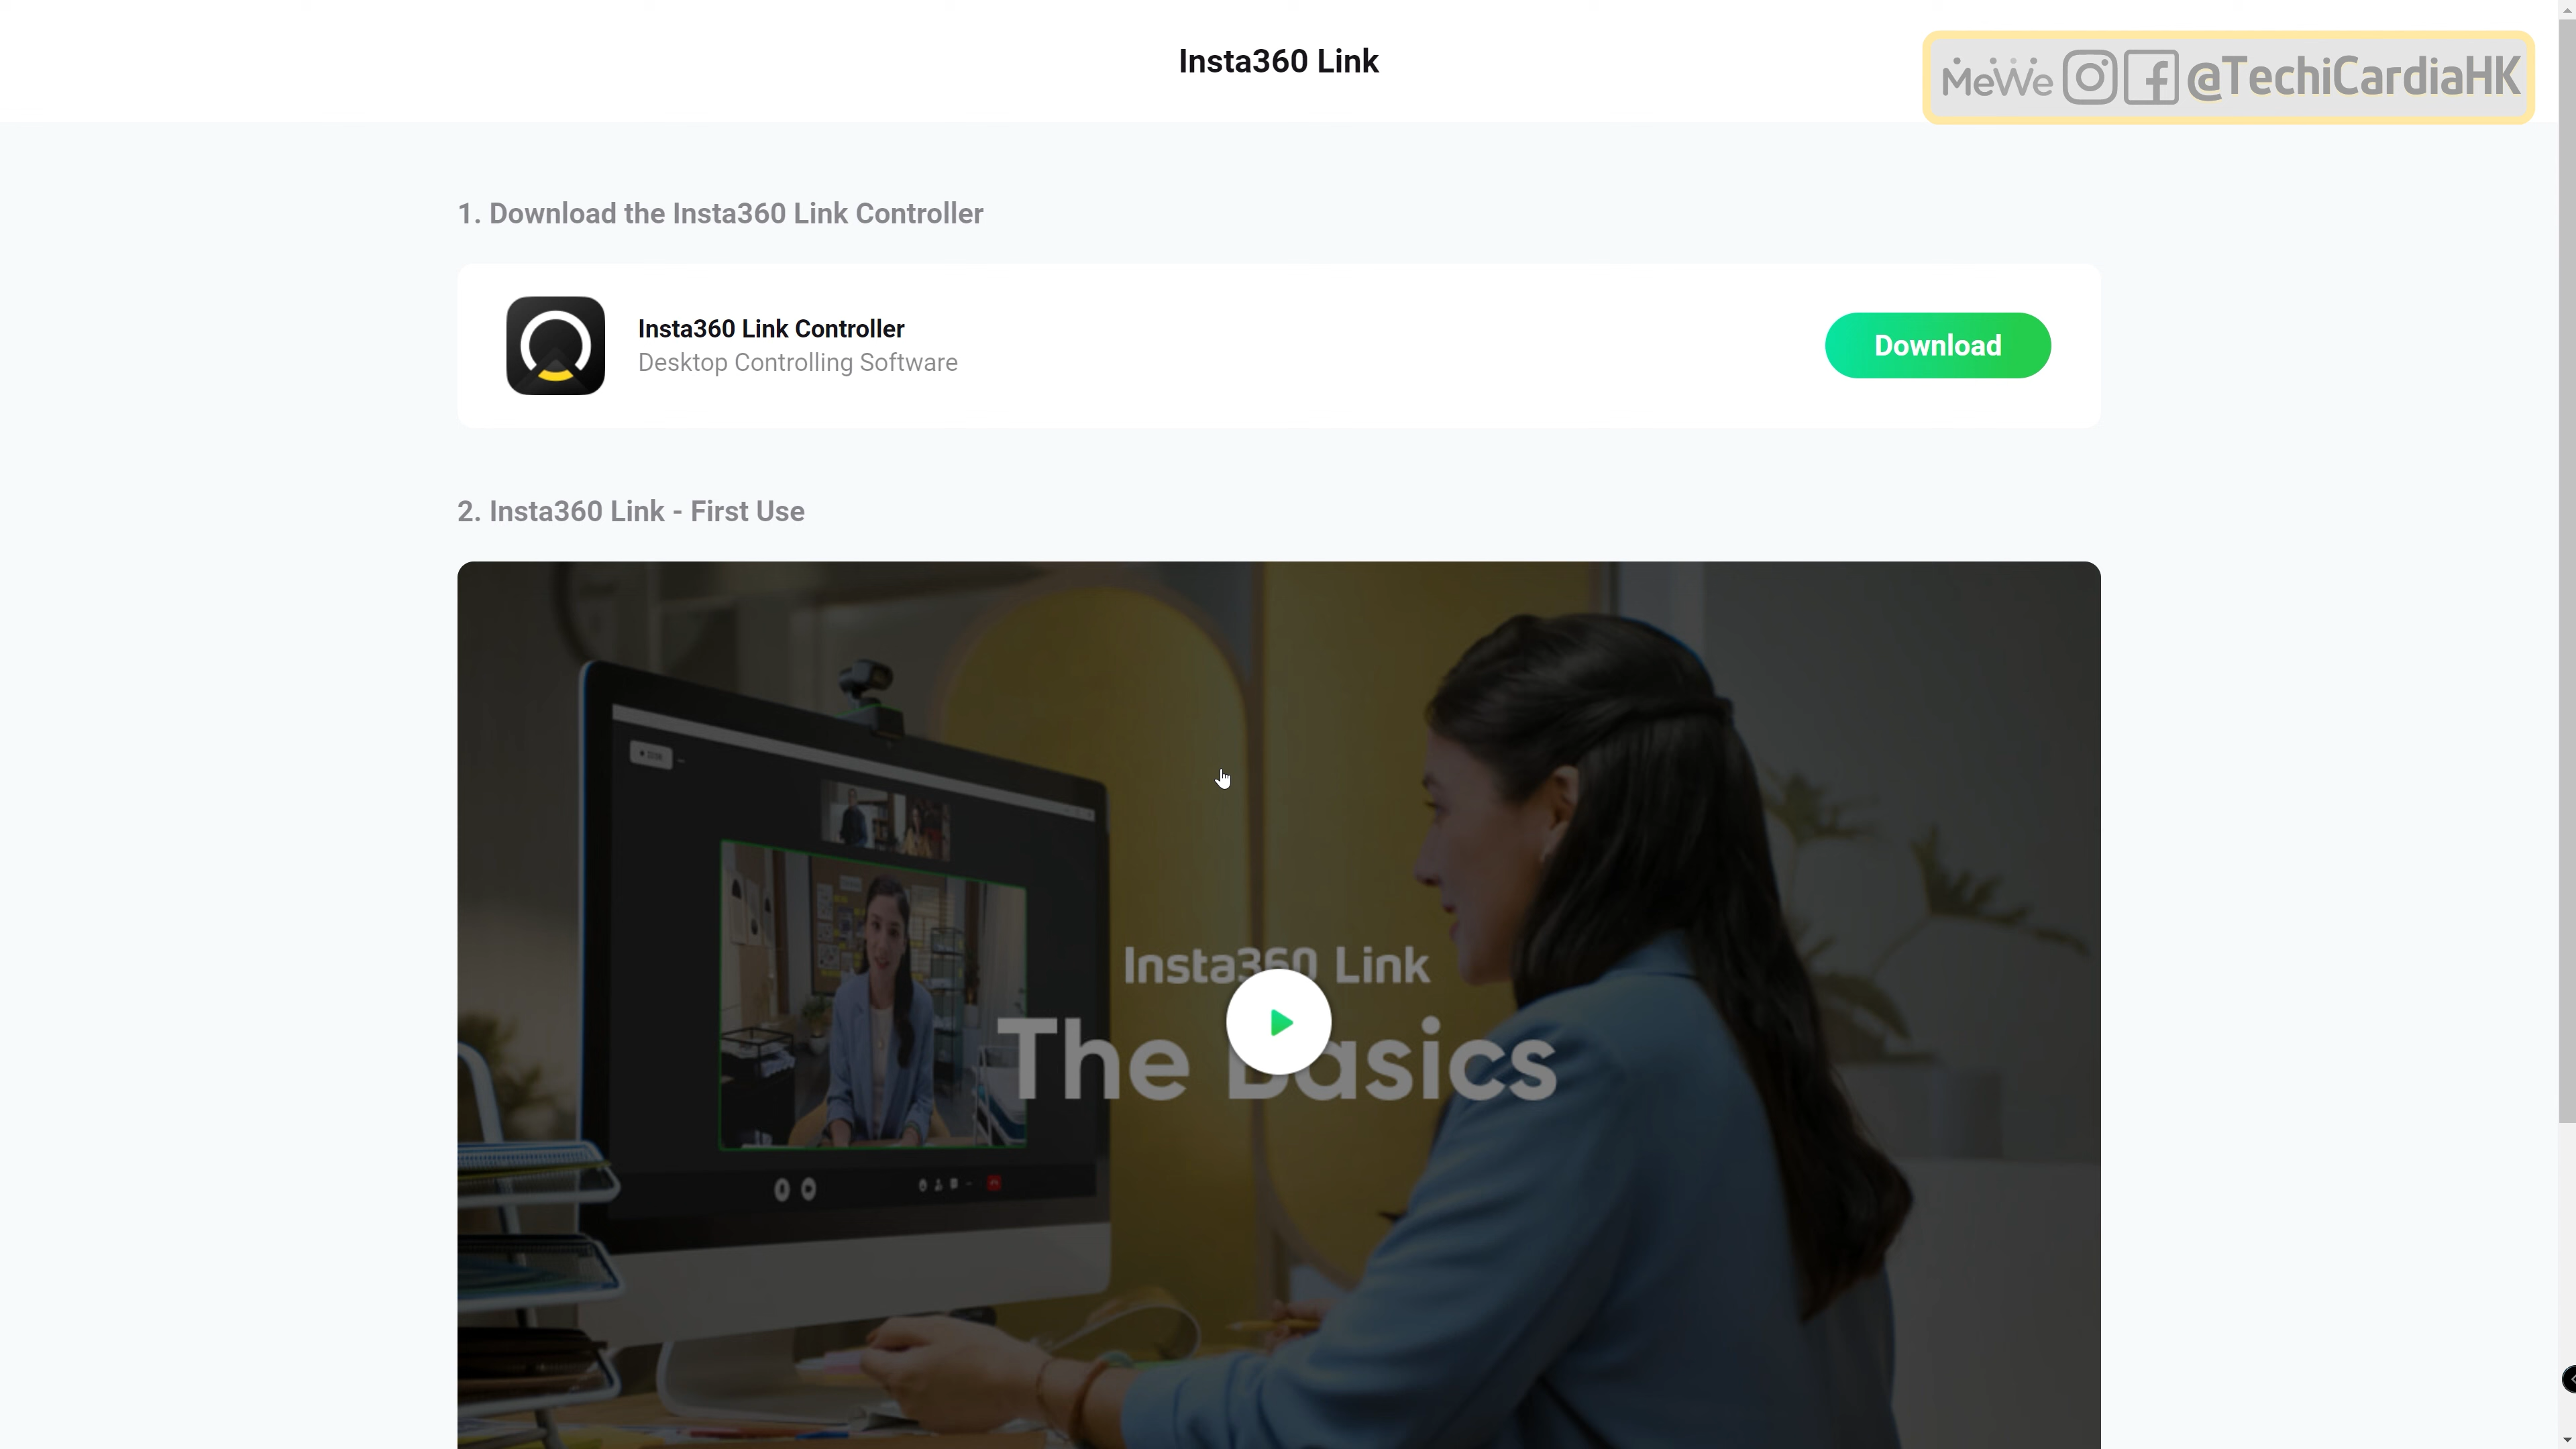 Insta360 Link
MeWe @TechiCardiaHK
1. Download the Insta360 Link Controller
Insta360 Link Controller
Desktop Controlling Software
Download
2. Insta360 Link - First Use
Insta360 Link
The Basics